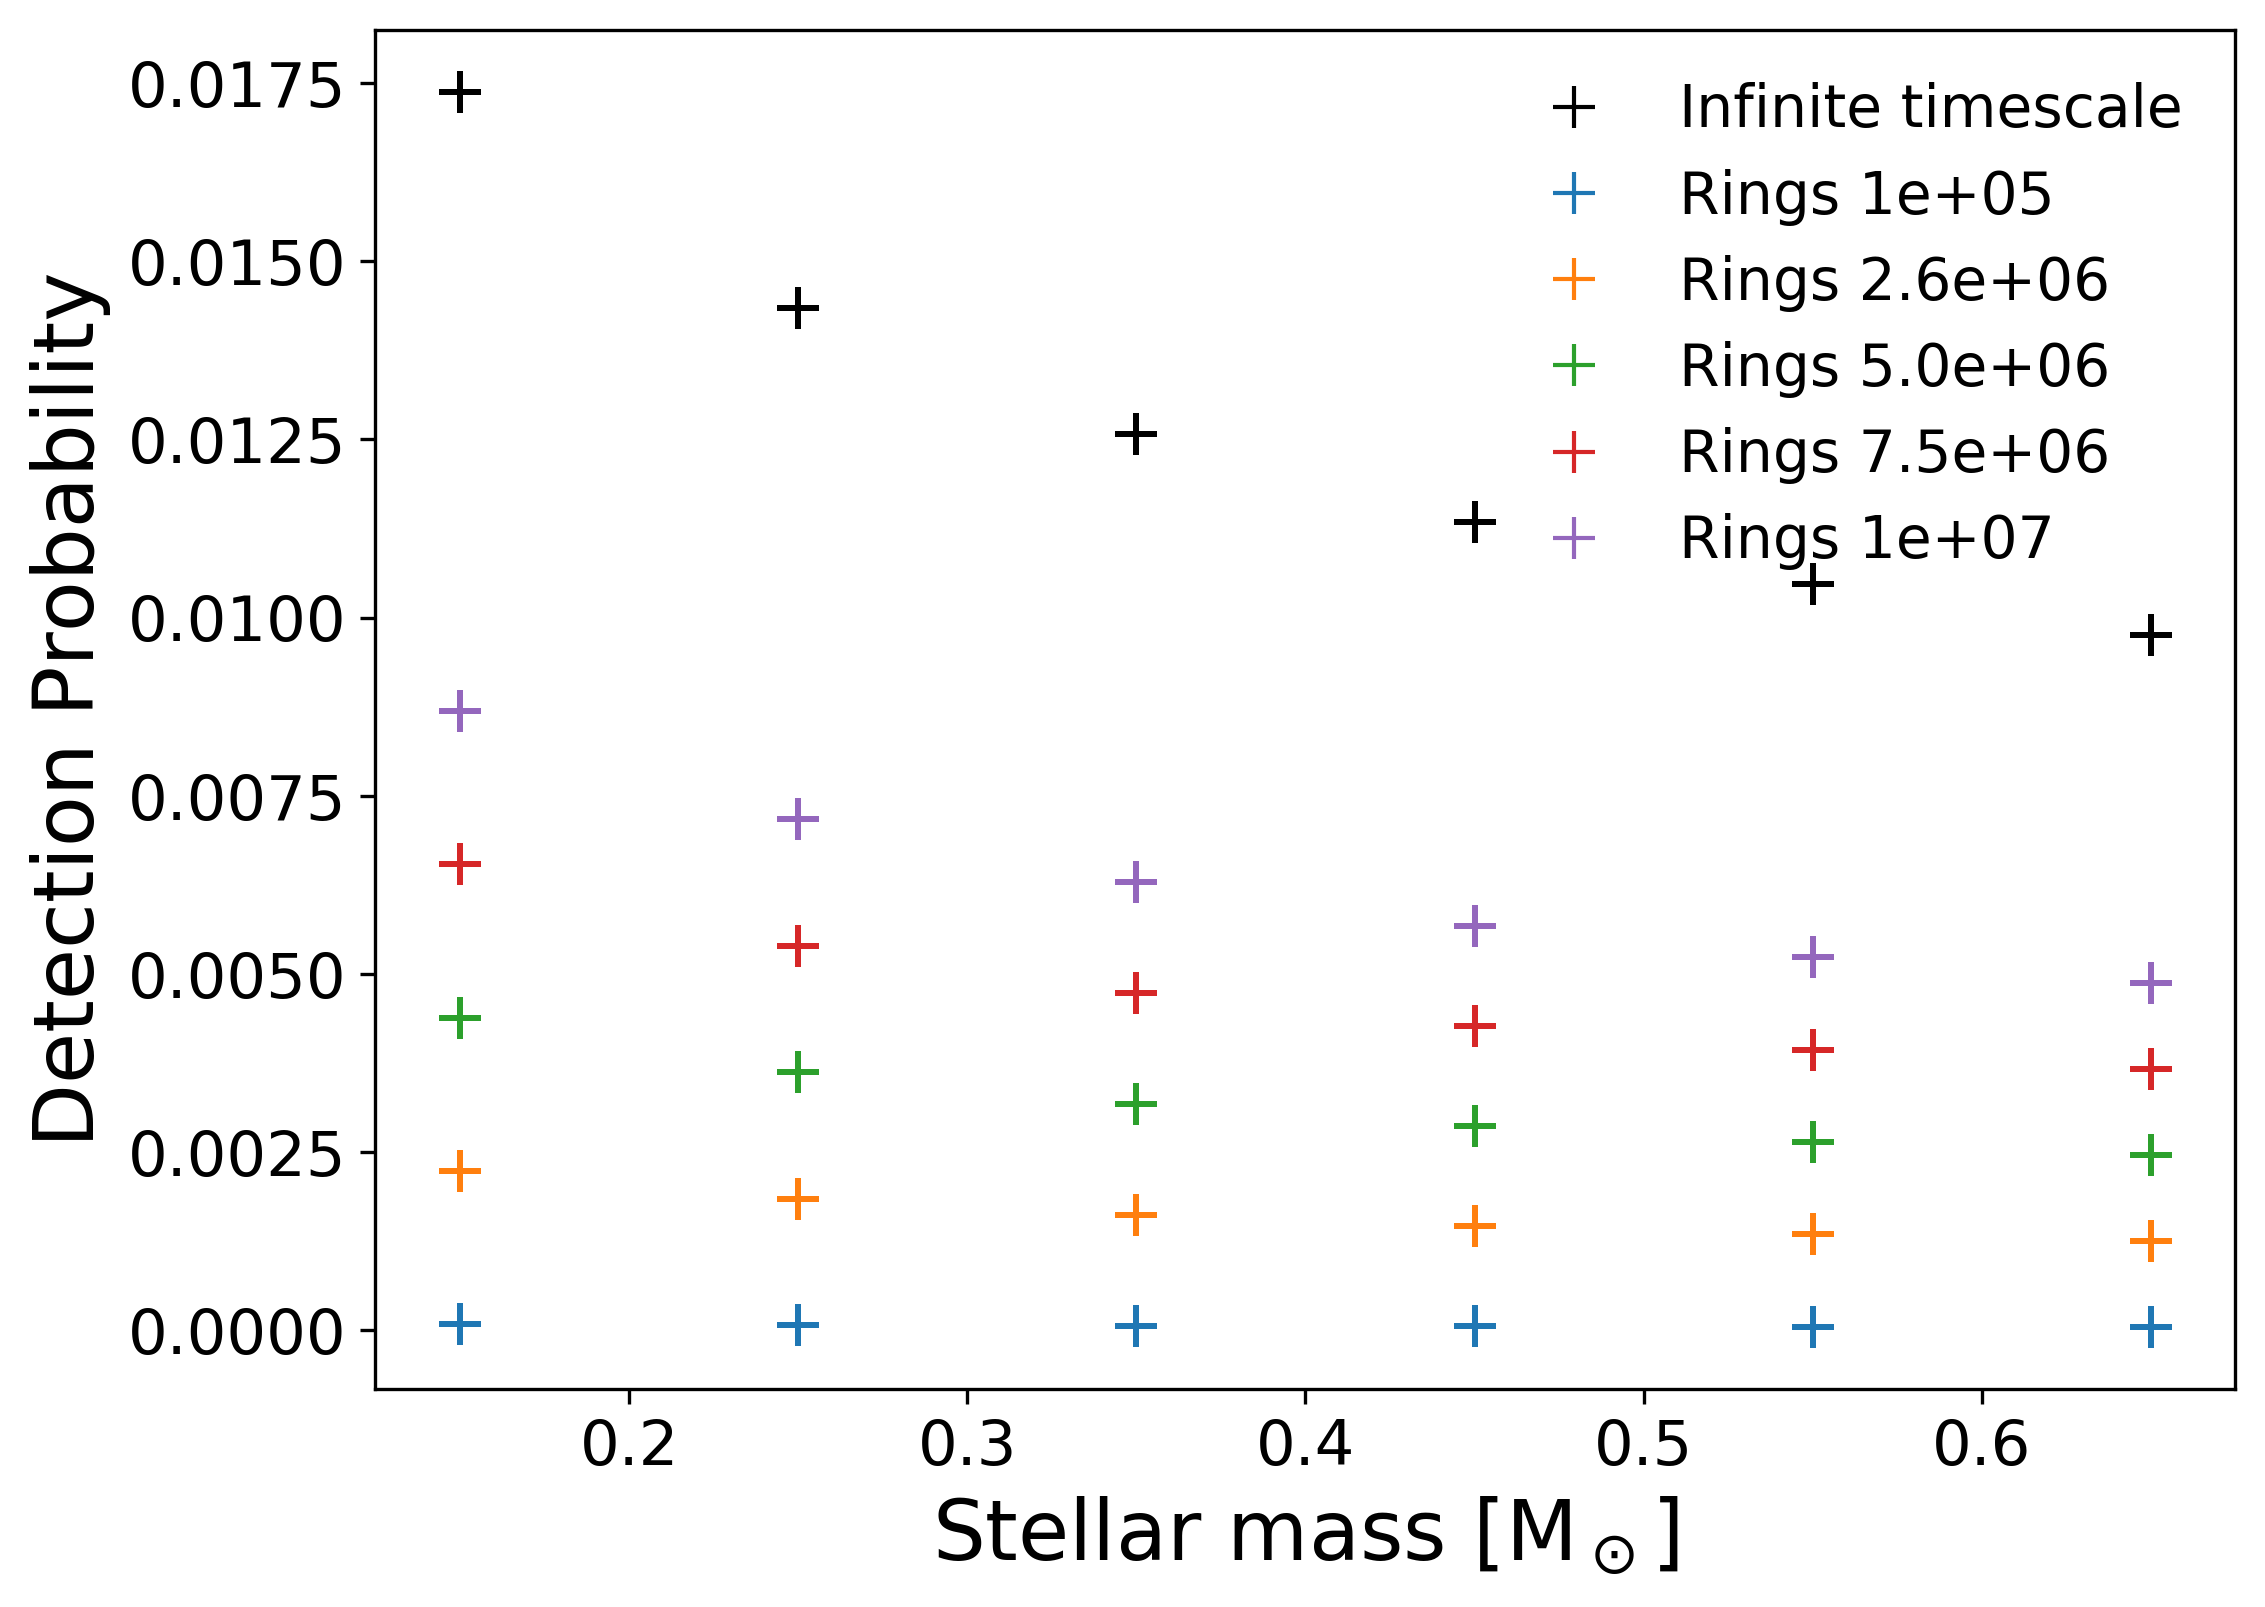 Detection Probability
0.0175
0.0150
0.0125
0.0100
0.0075
0.0050
0.0025
0.0000
Infinite timescale
Rings 1e+05
Rings 2.6e+06
Rings 5.0e+06
Rings 7.5e+06
Rings 1e+07
0.2 0.3 0.4 0.5 0.6
Stellar mass [M⊙]